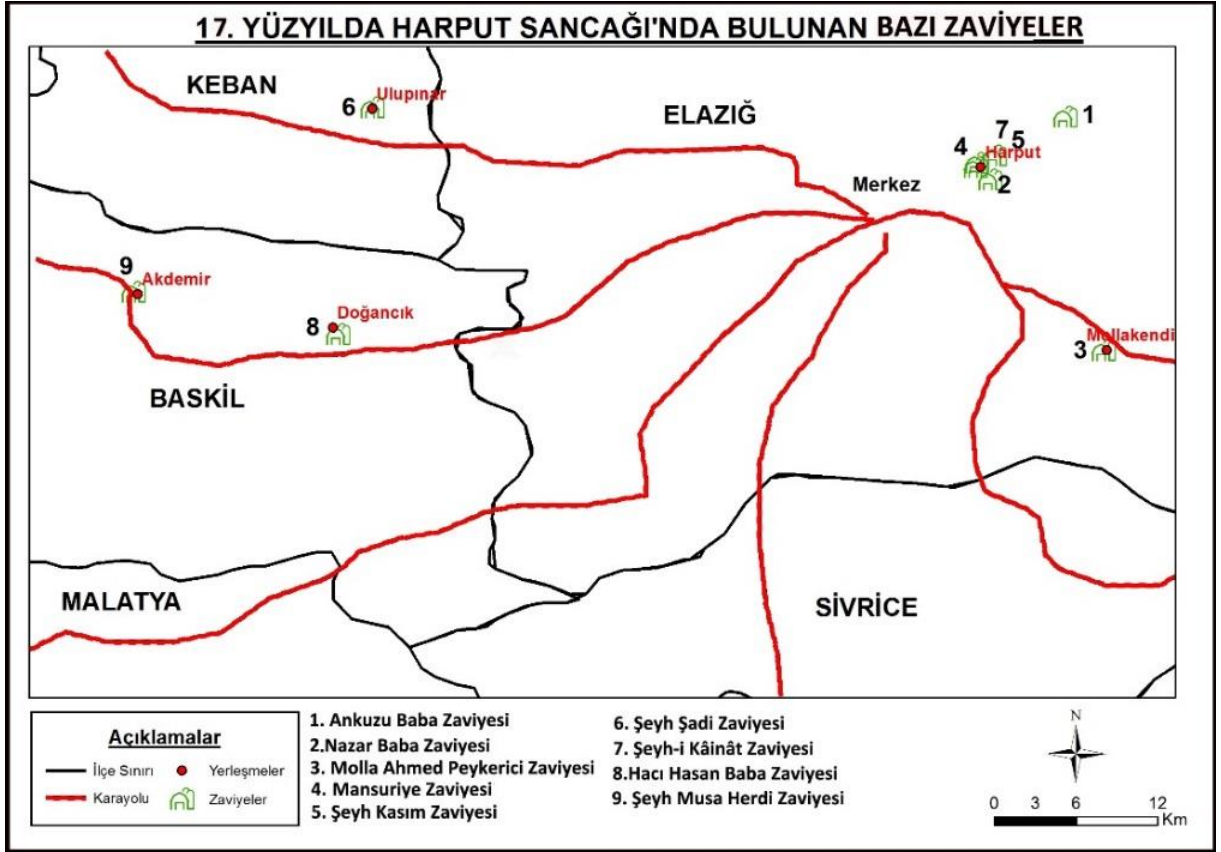 17. YÜZYILDA HARPUT SANCAĞI'NDA BULUNAN BAZI ZAVİYELER
KEBAN
6
Ulupınar
ELAZIĞ
1
7
5
4
Harput
2
Merkez
9
Akdemir
8
Doğancık
Mollakendi
3
BASKİL
MALATYA
SİVRİCE
Açıklamalar
İlçe Sınırı
Yerleşmeler
Karayolu
Zaviyeler
1. Ankuzu Baba Zaviyesi
2.Nazar Baba Zaviyesi
3. Molla Ahmed Peykerici Zaviyesi
4. Mansuriye Zaviyesi
5. Şeyh Kasım Zaviyesi
6. Şeyh Şadi Zaviyesi
7. Şeyh-i Kâinât Zaviyesi
8.Hacı Hasan Baba Zaviyesi
9. Şeyh Musa Herdi Zaviyesi
N
0 3 6 12
Km